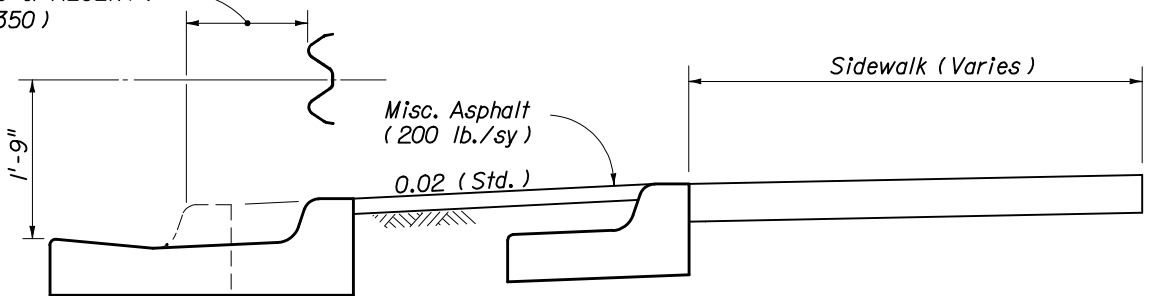 350)
Sidewalk (Varies)
Misc. Asphalt
(200 lb./sy)
1'-9"
0.02 (Std.)